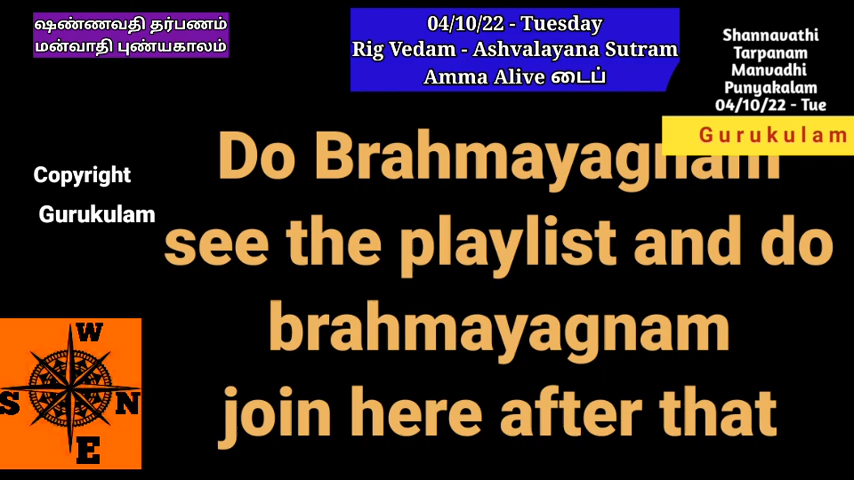 ஷண்ணவதி தர்பணம்
மன்வாதி புண்யகாலம்
04/10/22 - Tuesday
Rig Vedam - Ashvalayana Sutram
Amma Alive டைப்
Shannavathi
Tarpanam
Manvadhi
Punyakalam
04/10/22 - Tue
Gurukulam
Copyright
Gurukulam
Do Brahmayagnam
see the playlist and do
brahmayagnam
join here after that
W
S N
E